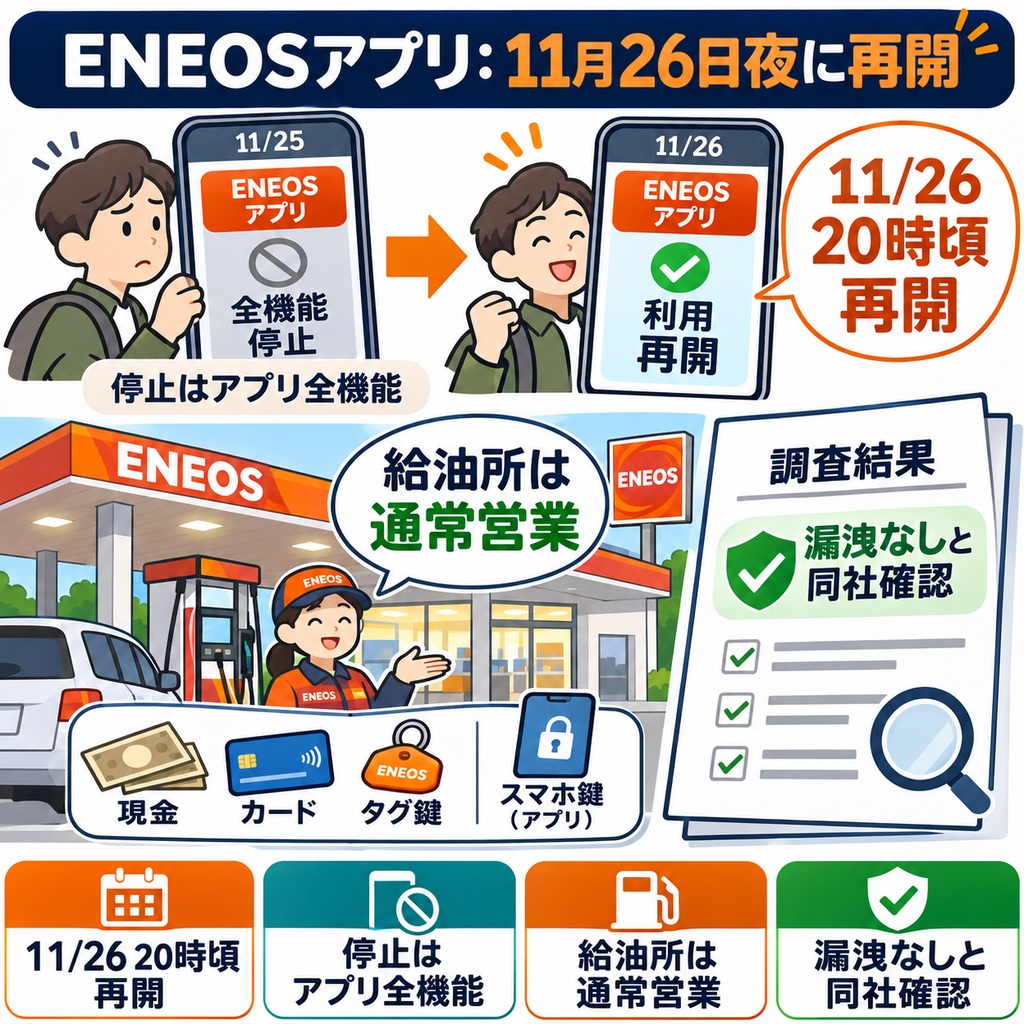 ENEOSアプリ:11月26日夜に再開
11/25
ENEOS
アプリ
全機能
停止
停止はアプリ全機能
11/26
ENEOS
アプリ
利用
再開
11/26
20時頃
再開
ENEOS
給油所は
通常営業
ENEOS
ENEOS
ENEOS
現金
カード
ENEOS
タグ鍵
スマホ鍵
(アプリ)
調査結果
漏洩なしと
同社確認
11/26 20時頃
再開
停止は
アプリ全機能
給油所は
通常営業
漏洩なしと
同社確認